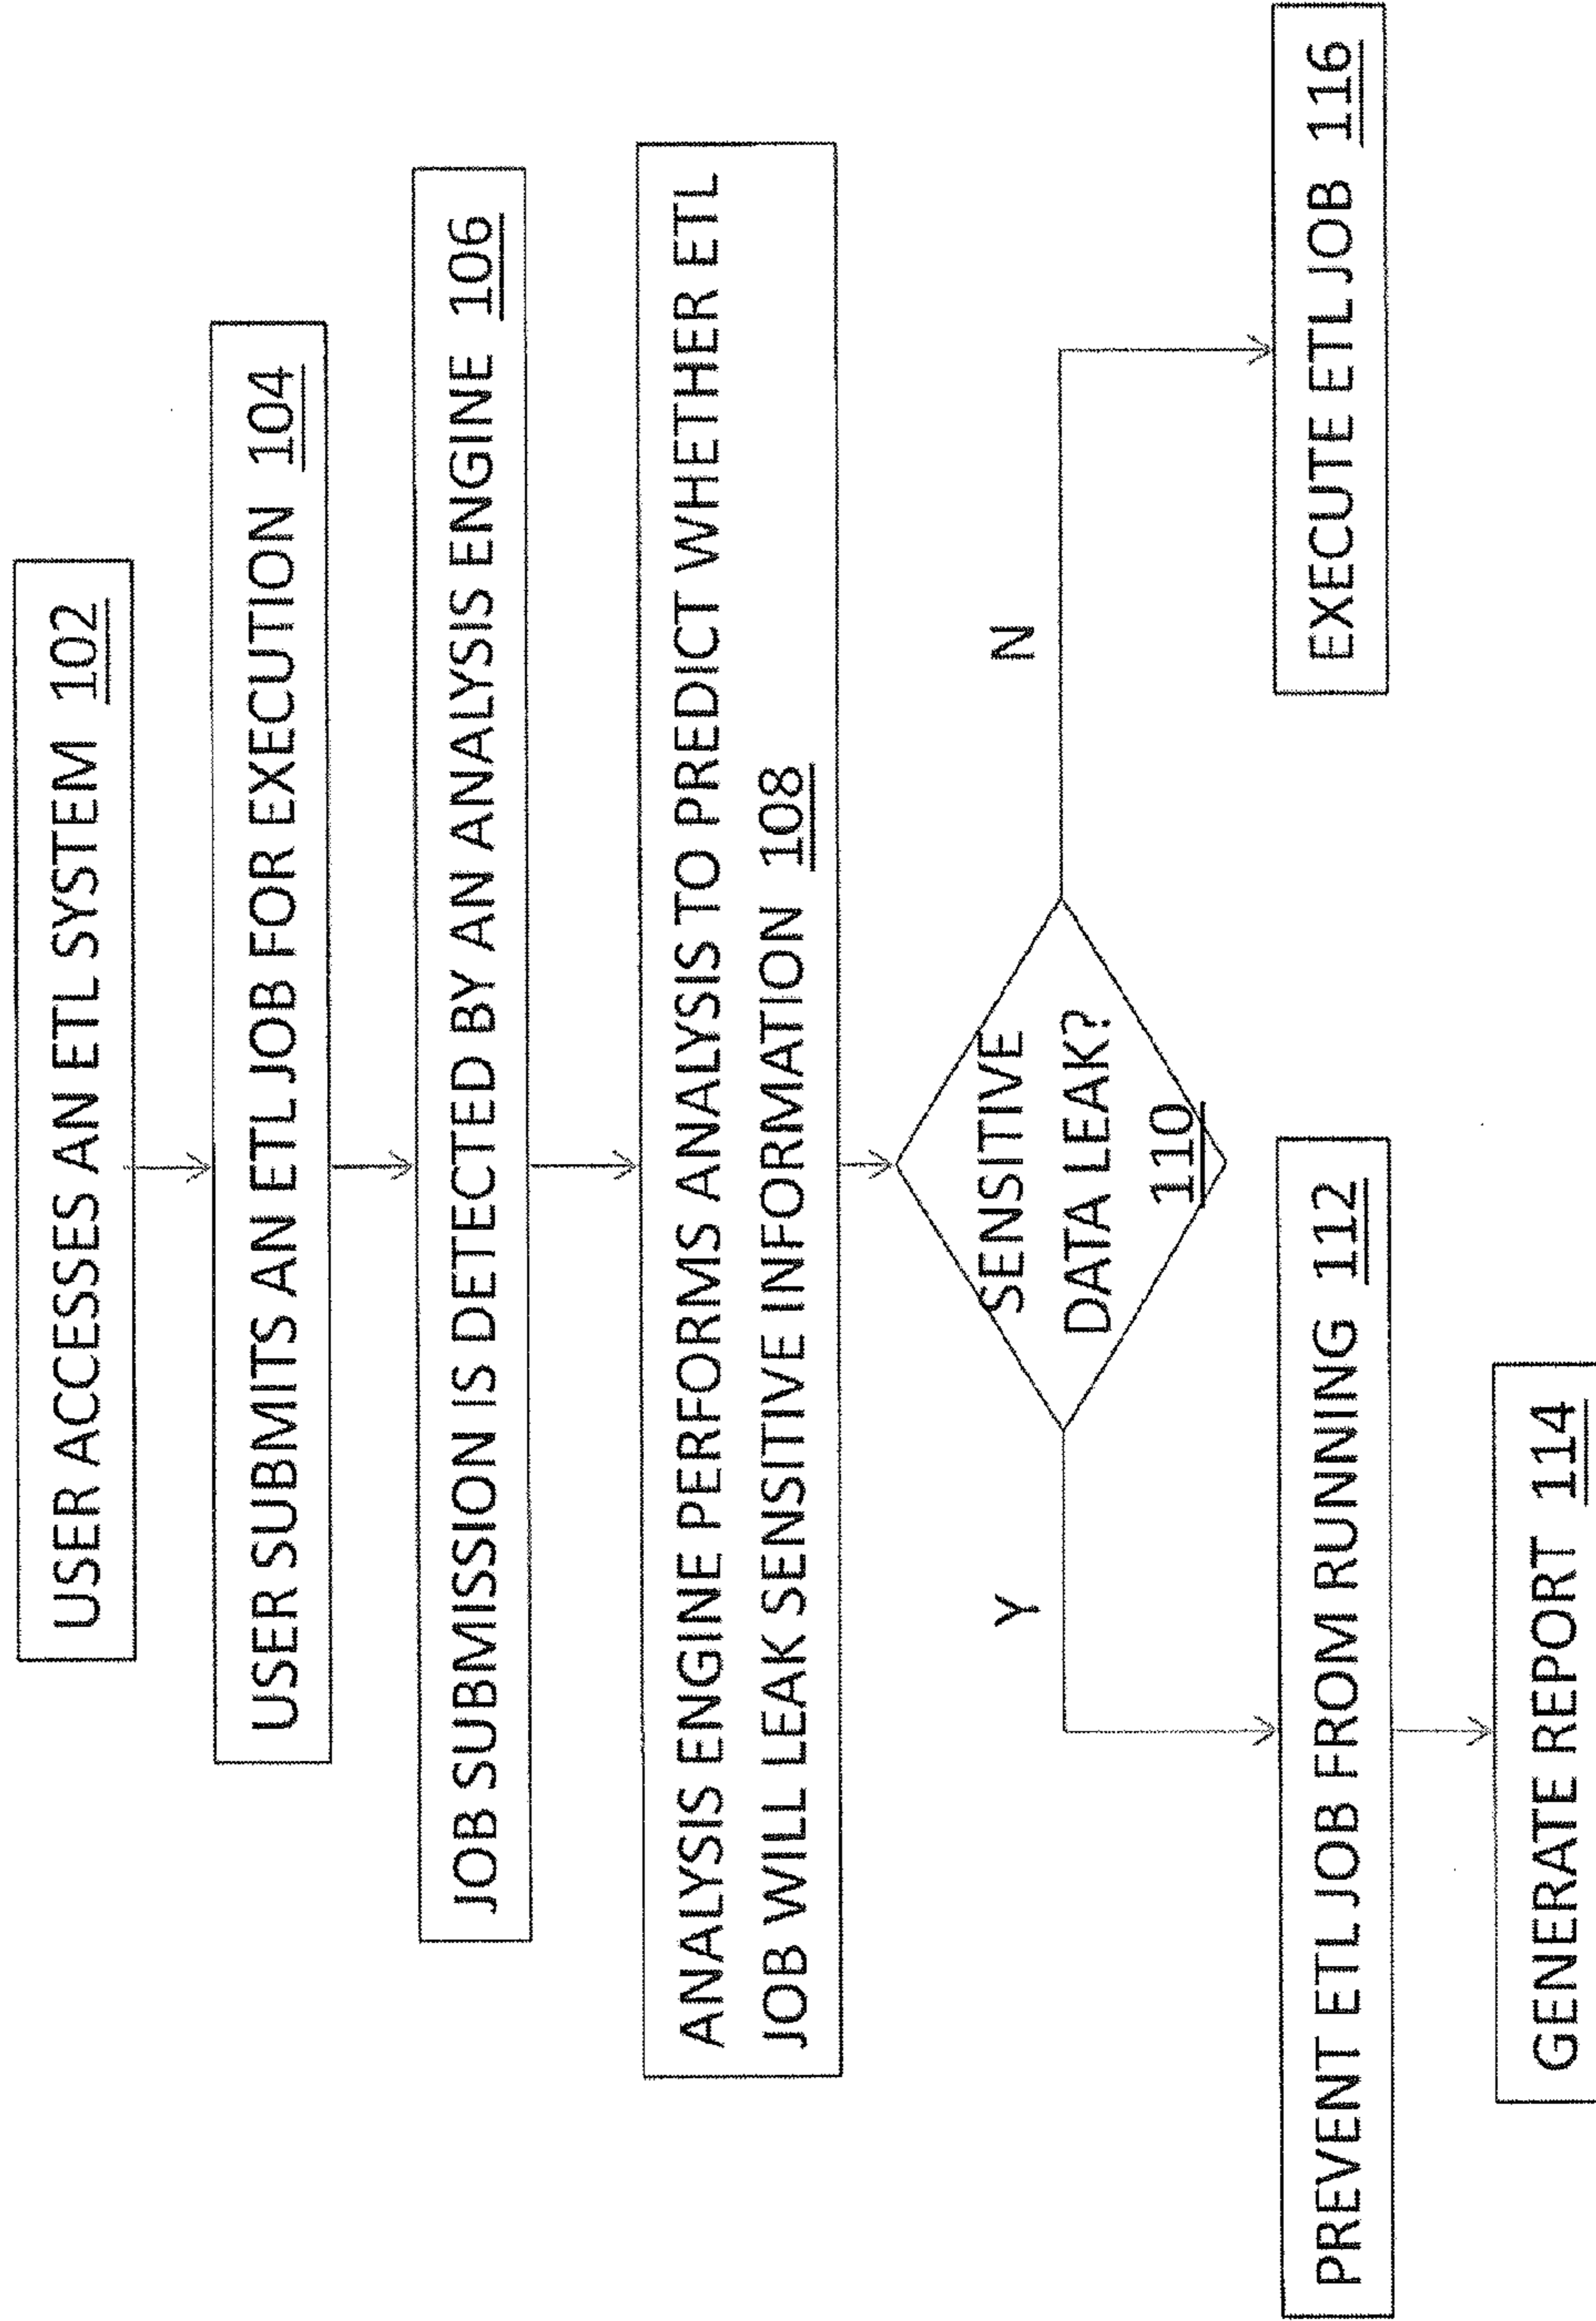 USER ACCESSES AN ETL SYSTEM 102
USER SUBMITS AN ETL JOB FOR EXECUTION 104
JOB SUBMISSION IS DETECTED BY AN ANALYSIS ENGINE 106
ANALYSIS ENGINE PERFORMS ANALYSIS TO PREDICT WHETHER ETL
JOB WILL LEAK SENSITIVE INFORMATION 108
SENSITIVE
DATA LEAK?
110
Y
N
PREVENT ETL JOB FROM RUNNING 112
EXECUTE ETL JOB 116
GENERATE REPORT 114